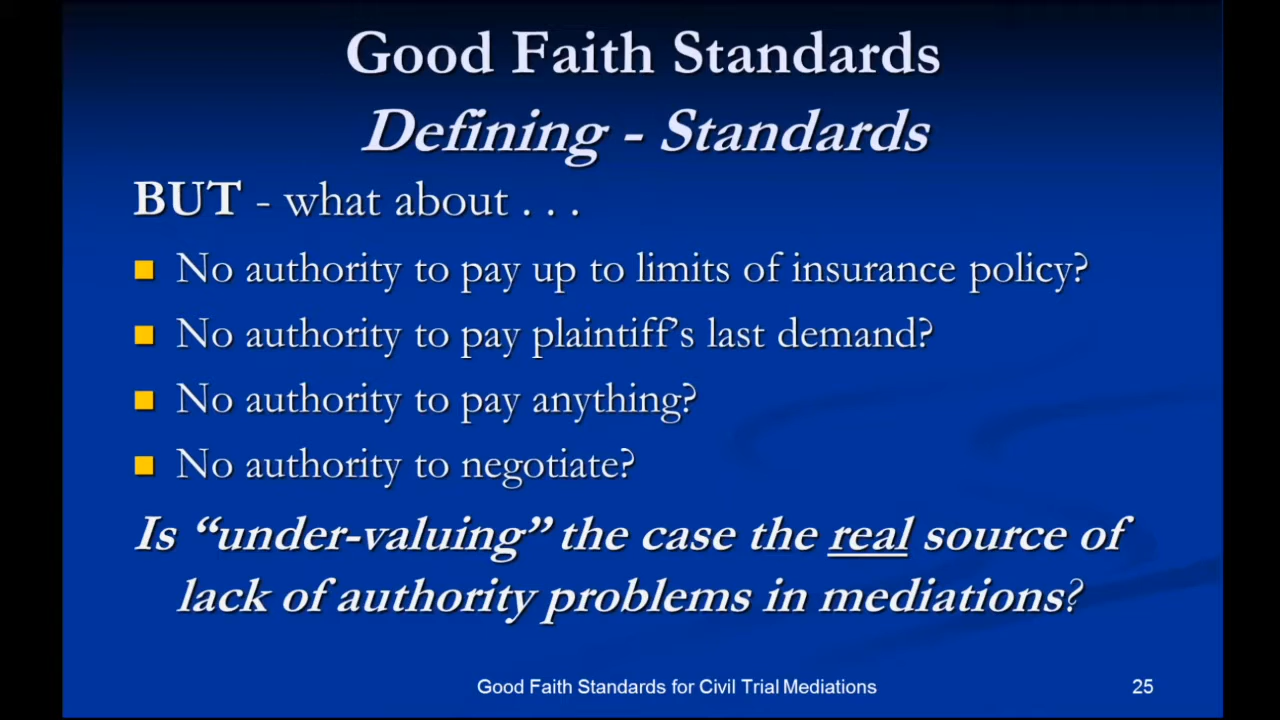 Good Faith Standards
Defining - Standards
BUT - what about . . .
No authority to pay up to limits of insurance policy?
No authority to pay plaintiff’s last demand?
No authority to pay anything?
No authority to negotiate?
Is “under-valuing” the case the real source of
lack of authority problems in mediations?
Good Faith Standards for Civil Trial Mediations
25